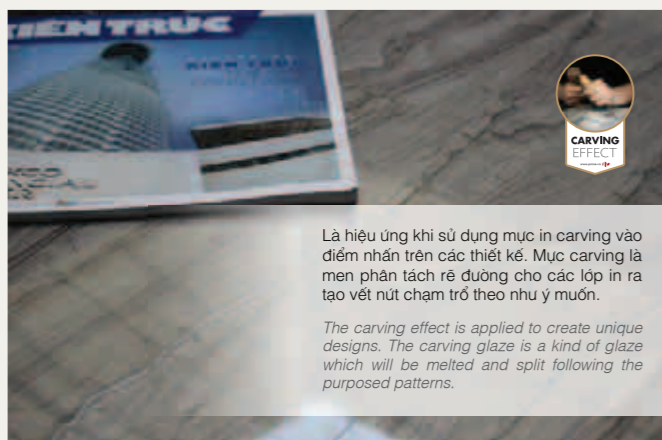 KIẾN TRÚC
CARVING
EFFECT
Là hiệu ứng khi sử dụng mực in carving vào
điểm nhấn trên các thiết kế. Mục carving là
men phân tách rẽ đường cho các lớp in ra
tạo vết nứt chạm trổ theo như ý muốn.
The carving effect is applied to create unique
designs. The carving glaze is a kind of glaze
which will be melted and split following the
purposed patterns.